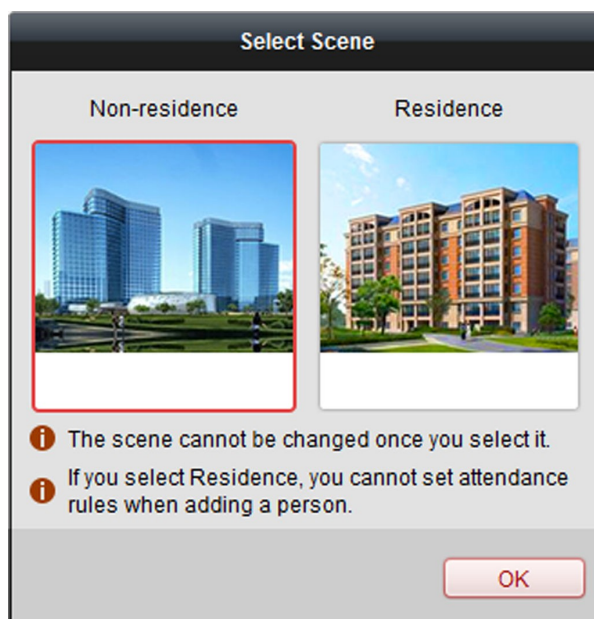 Select Scene
Non-residence
Residence
The scene cannot be changed once you select it.
If you select Residence, you cannot set attendance
rules when adding a person.
OK